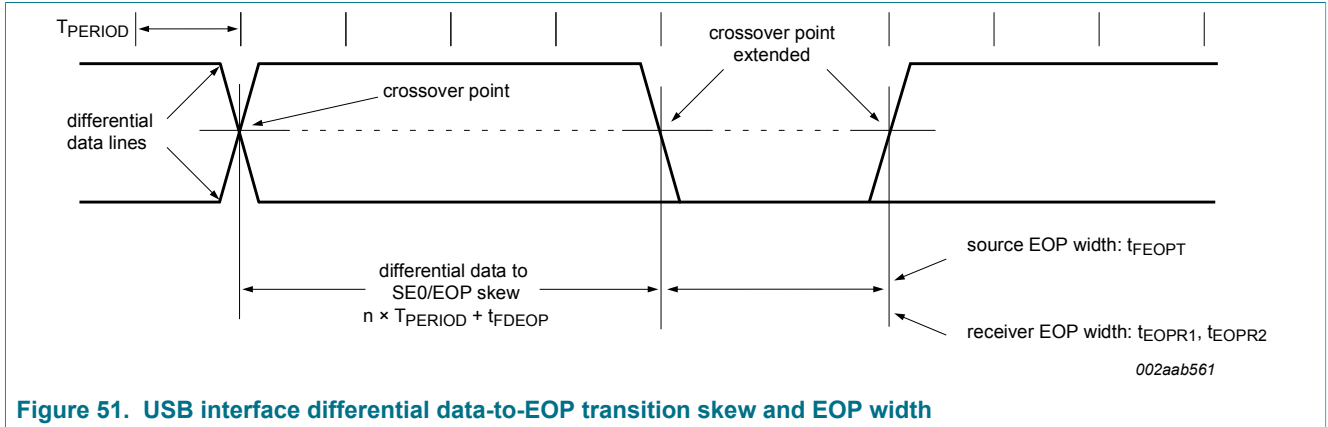 TPERIOD
crossover point
extended
crossover point
differential
data lines
differential data to
SE0/EOP skew
n × TPERIOD + tFDEOP
source EOP width: tFEOPT
receiver EOP width: tEOPR1, tEOPR2
002aab561
Figure 51. USB interface differential data-to-EOP transition skew and EOP width